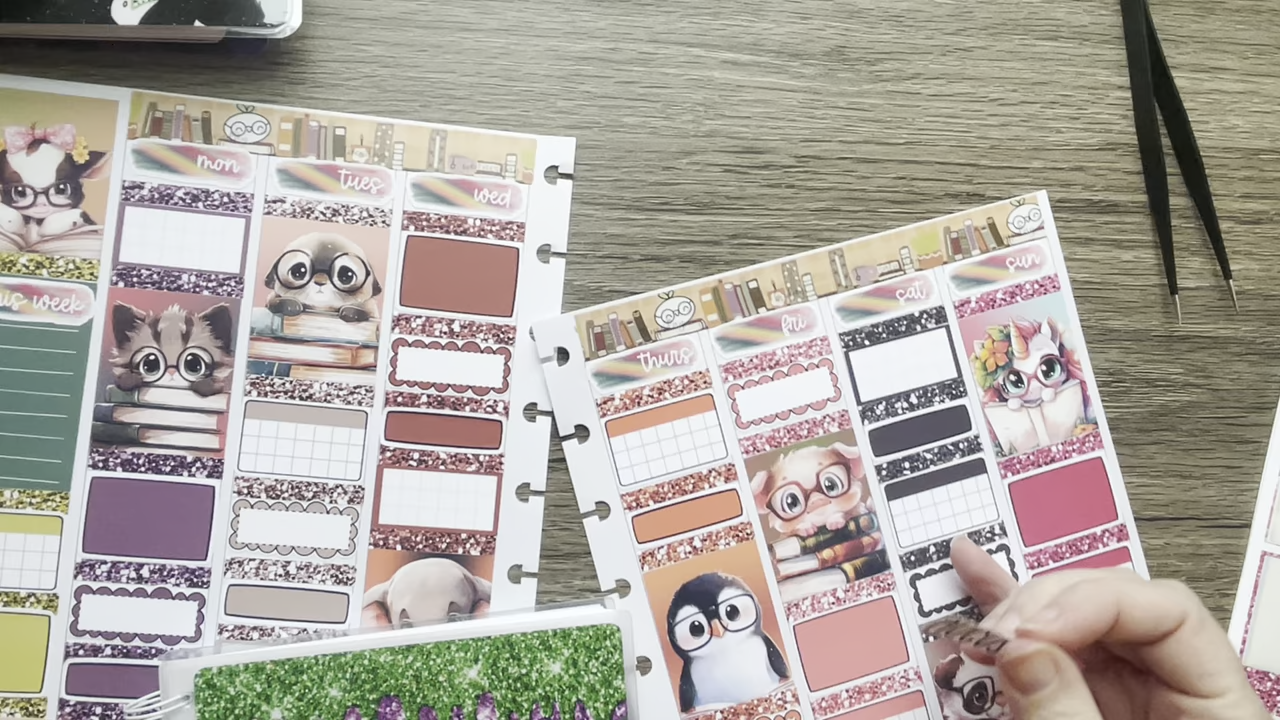 mon
tues
wed
is week
thurs
fri
sat
sun